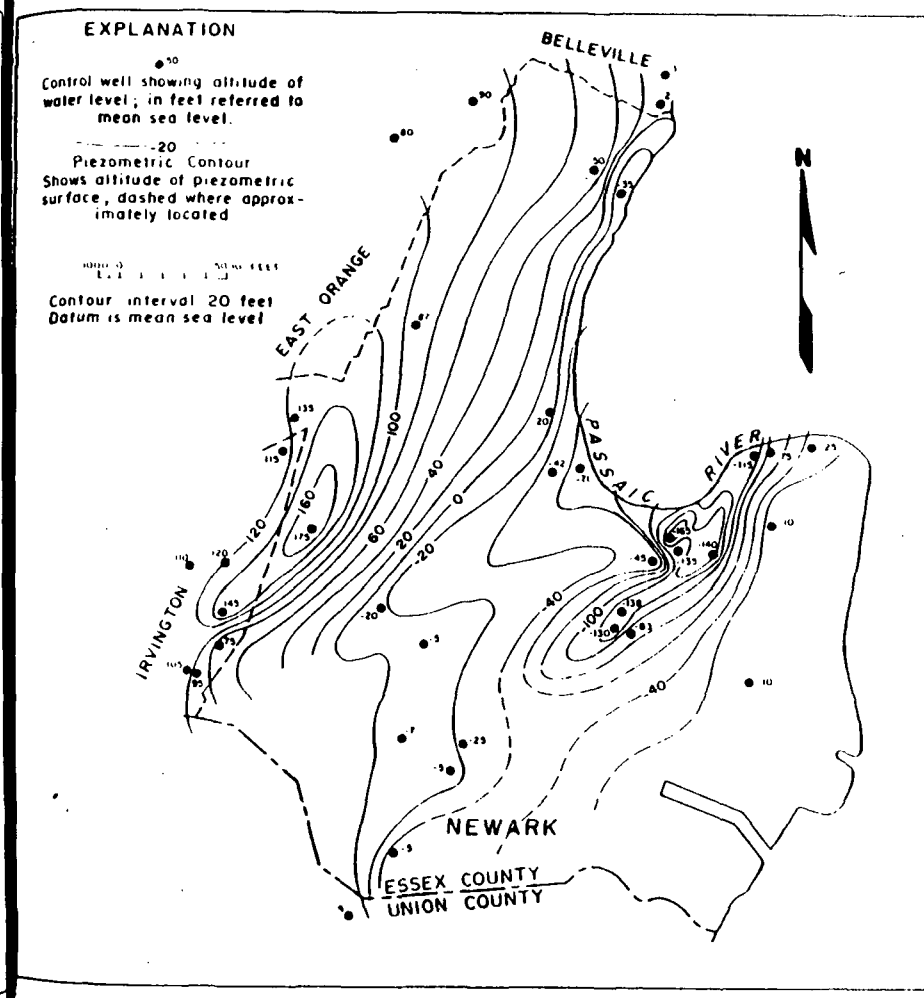 EXPLANATION
50
Control well showing altitude of
water level; in feet referred to
mean sea level.
-20
Piezometric Contour
Shows altitude of piezometric
surface, dashed where approx-
imately located
Contour interval 20 feet
Datum is mean sea level
BELLEVILLE
2
90
80
50
-35
N
EAST ORANGE
87
135
115
100
20
40
PASSAIC
RIVER
-42
-71
-115
75
25
160
175
120
0
60
20
-20
-165
-140
-135
-10
110
120
-45
IRVINGTON
145
-20
-40
-138
-100
-130
-83
-5
75
105
95
-40
10
-7
-25
-5
NEWARK
-5
ESSEX COUNTY
UNION COUNTY